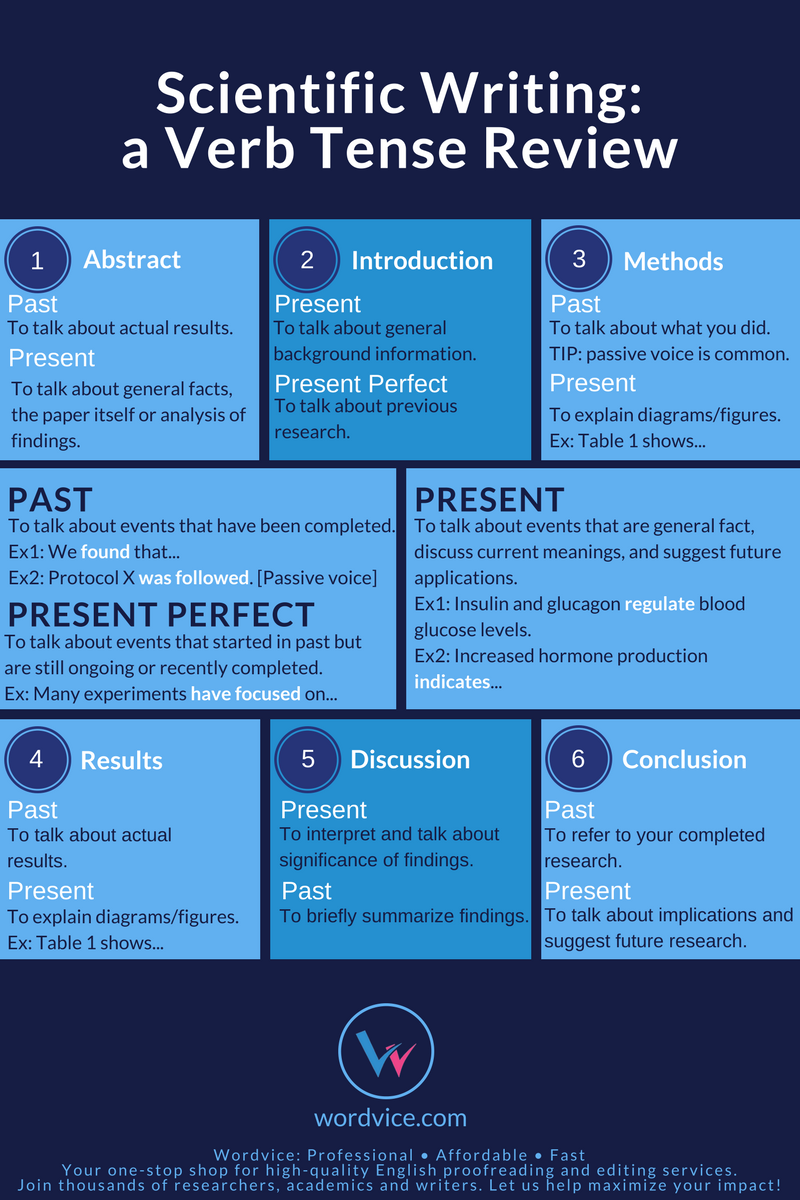 Scientific Writing:
a Verb Tense Review
1
Abstract
Past
To talk about actual results.
Present
To talk about general facts,
the paper itself or analysis of
findings.
2
Introduction
Present
To talk about general
background information.
Present Perfect
To talk about previous
research.
3
Methods
Past
To talk about what you did.
TIP: passive voice is common.
Present
To explain diagrams/figures.
Ex: Table 1 shows...
PAST
To talk about events that have been completed.
Ex1: We found that...
Ex2: Protocol X was followed. [Passive voice]
PRESENT PERFECT
To talk about events that started in past but
are still ongoing or recently completed.
Ex: Many experiments have focused on...
PRESENT
To talk about events that are general fact,
discuss current meanings, and suggest future
applications.
Ex1: Insulin and glucagon regulate blood
glucose levels.
Ex2: Increased hormone production
indicates...
4
Results
Past
To talk about actual
results.
Present
To explain diagrams/figures.
Ex: Table 1 shows...
5
Discussion
Present
To interpret and talk about
significance of findings.
Past
To briefly summarize findings.
6
Conclusion
Past
To refer to your completed
research.
Present
To talk about implications and
suggest future research.
wordvice.com
Wordvice: Professional • Affordable • Fast
Your one-stop shop for high-quality English proofreading and editing services.
Join thousands of researchers, academics and writers. Let us help maximize your impact!